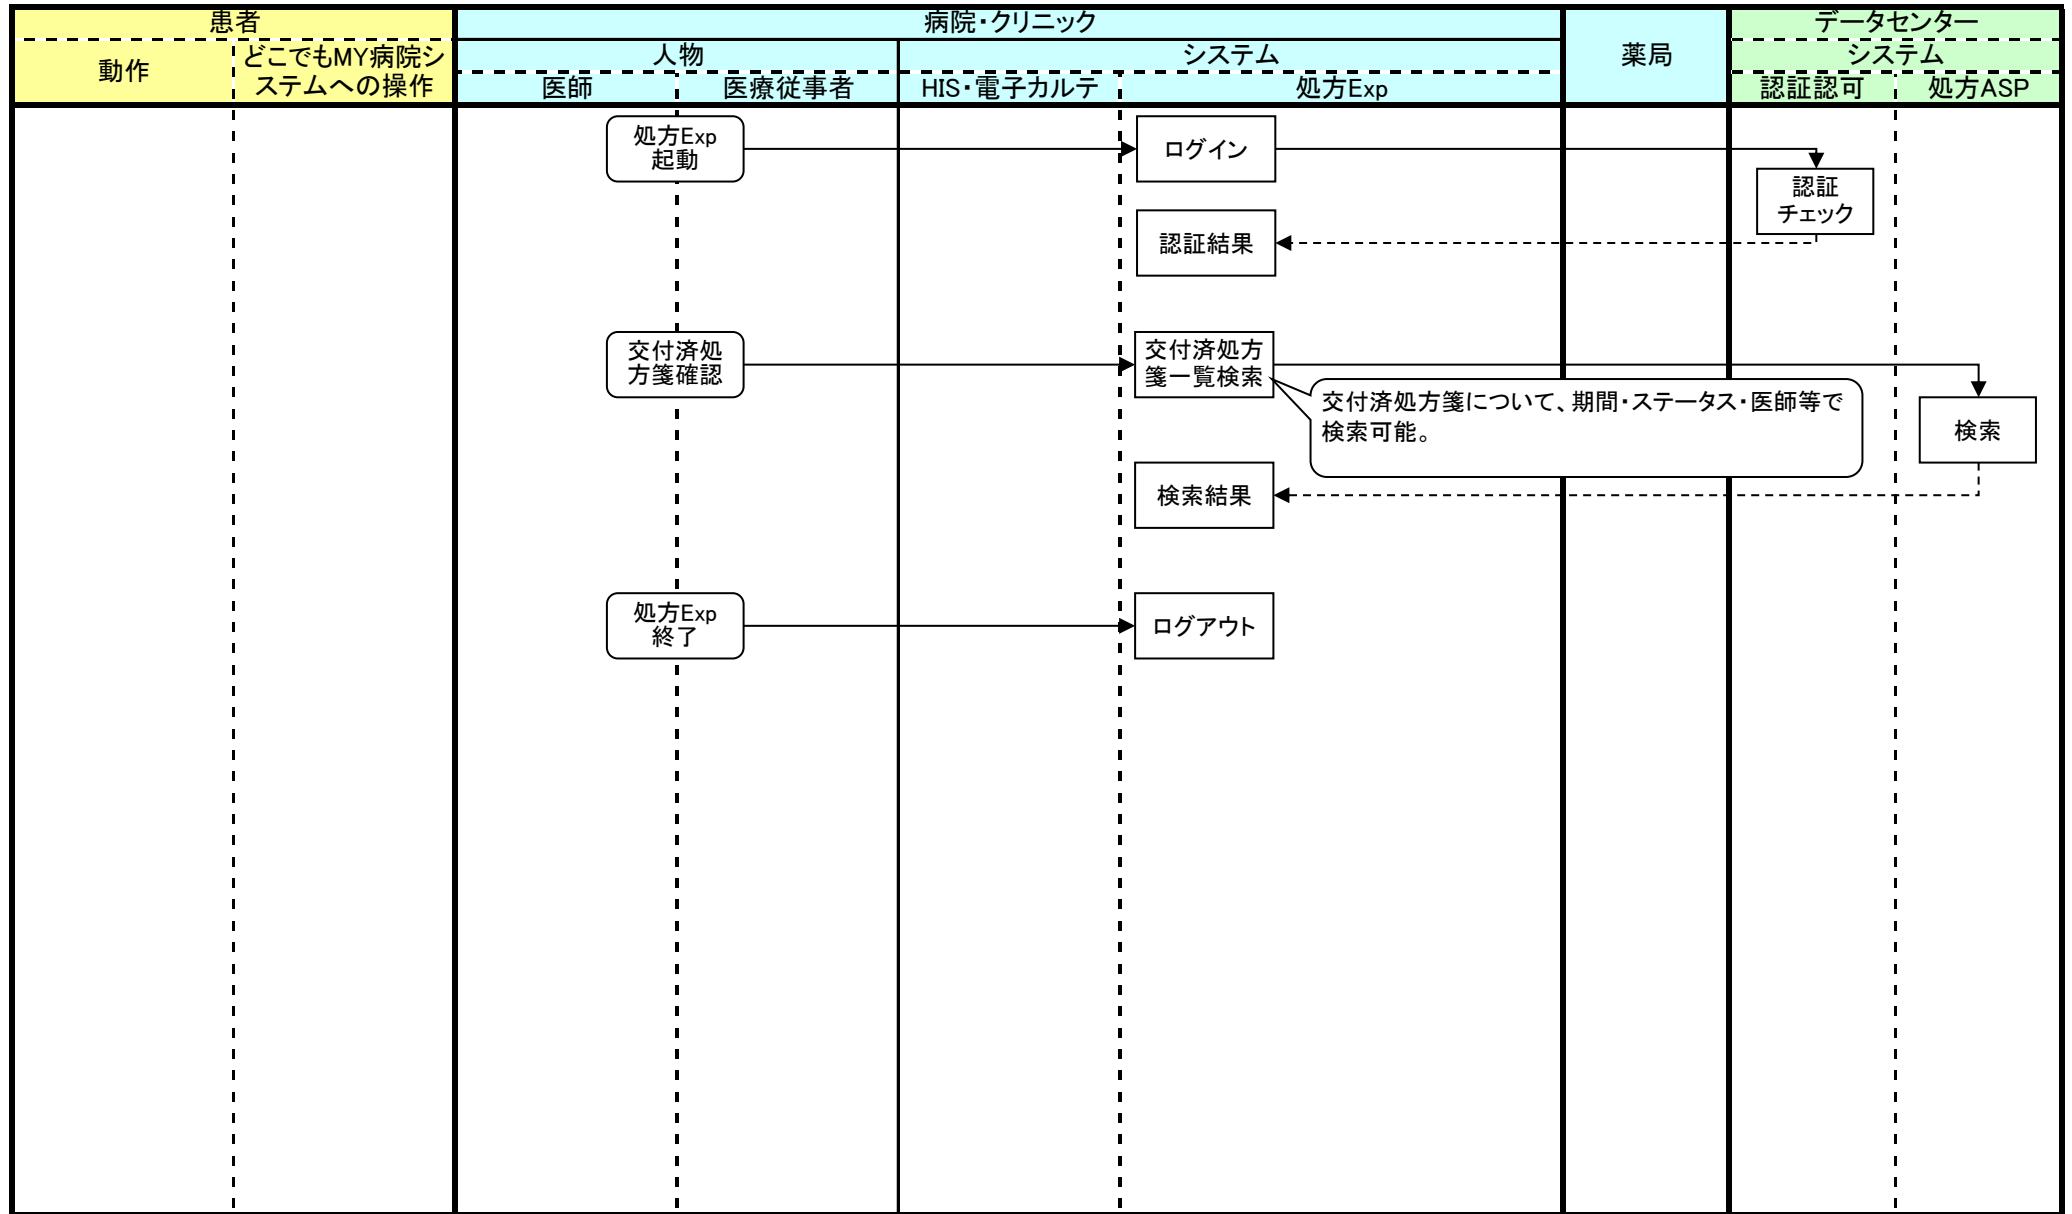 患者
病院・クリニック
薬局
データセンター
動作
どこでもMY病院シ
ステムへの操作
人物
システム
システム
医師
医療従事者
HIS・電子カルテ
処方Exp
認証認可
処方ASP
処方Exp
起動
ログイン
認証
チェック
認証結果
交付済処
方箋確認
交付済処方
箋一覧検索
交付済処方箋について、期間・ステータス・医師等で
検索可能。
検索
検索結果
処方Exp
終了
ログアウト